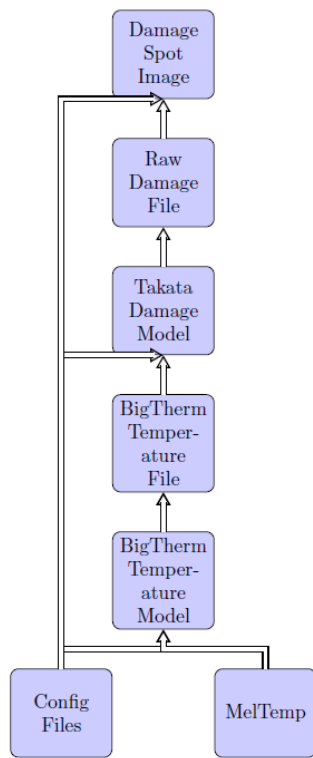 Damage
Spot
Image
Raw
Damage
File
Takata
Damage
Model
BigTherm
Temper-
ature
File
BigTherm
Temper-
ature
Model
Config
Files
MelTemp